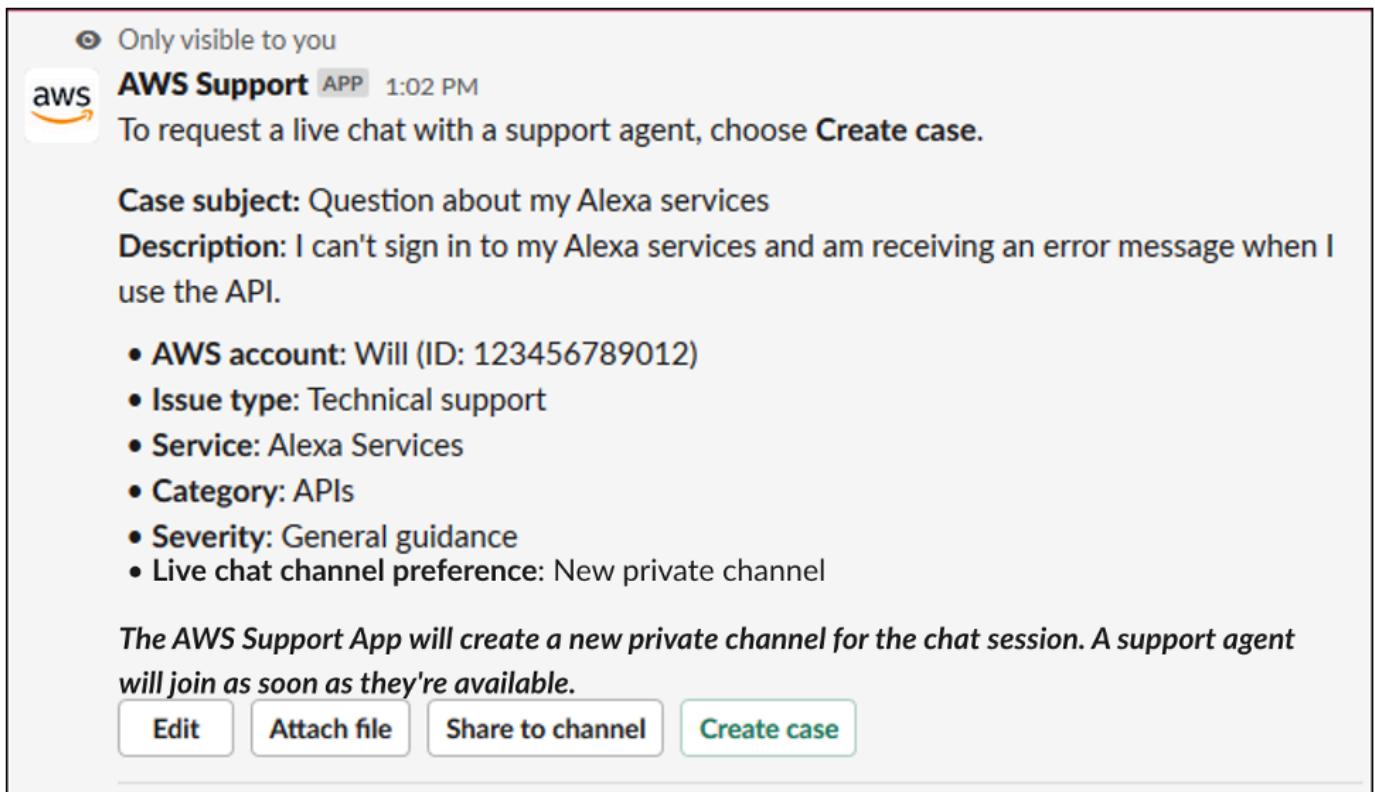 Only visible to you
aws
AWS Support APP 1:02 PM
To request a live chat with a support agent, choose Create case.
Case subject: Question about my Alexa services
Description: I can't sign in to my Alexa services and am receiving an error message when I
use the API.
• AWS account: Will (ID: 123456789012)
• Issue type: Technical support
• Service: Alexa Services
• Category: APIs
• Severity: General guidance
• Live chat channel preference: New private channel
The AWS Support App will create a new private channel for the chat session. A support agent
will join as soon as they're available.
Edit Attach file Share to channel Create case